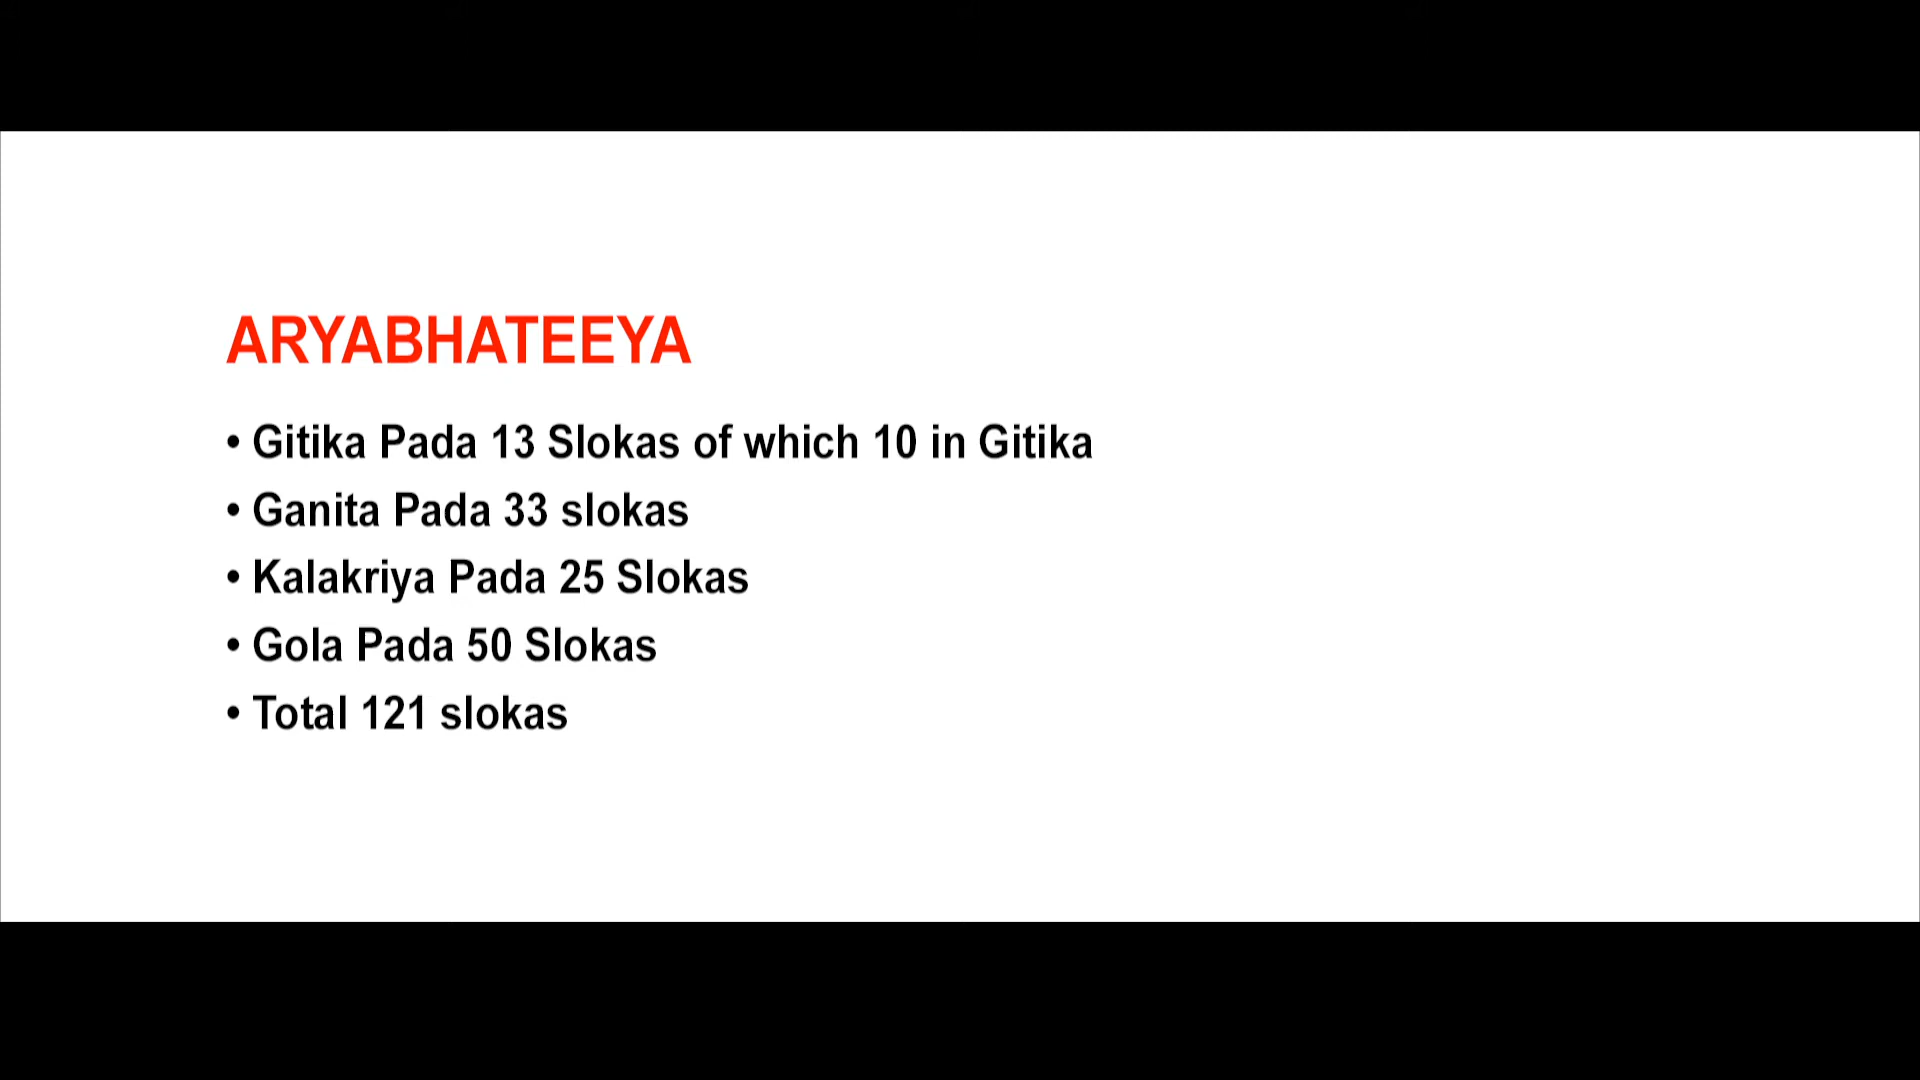 ARYABHATEEYA
• Gitika Pada 13 Slokas of which 10 in Gitika
• Ganita Pada 33 slokas
• Kalakriya Pada 25 Slokas
• Gola Pada 50 Slokas
• Total 121 slokas